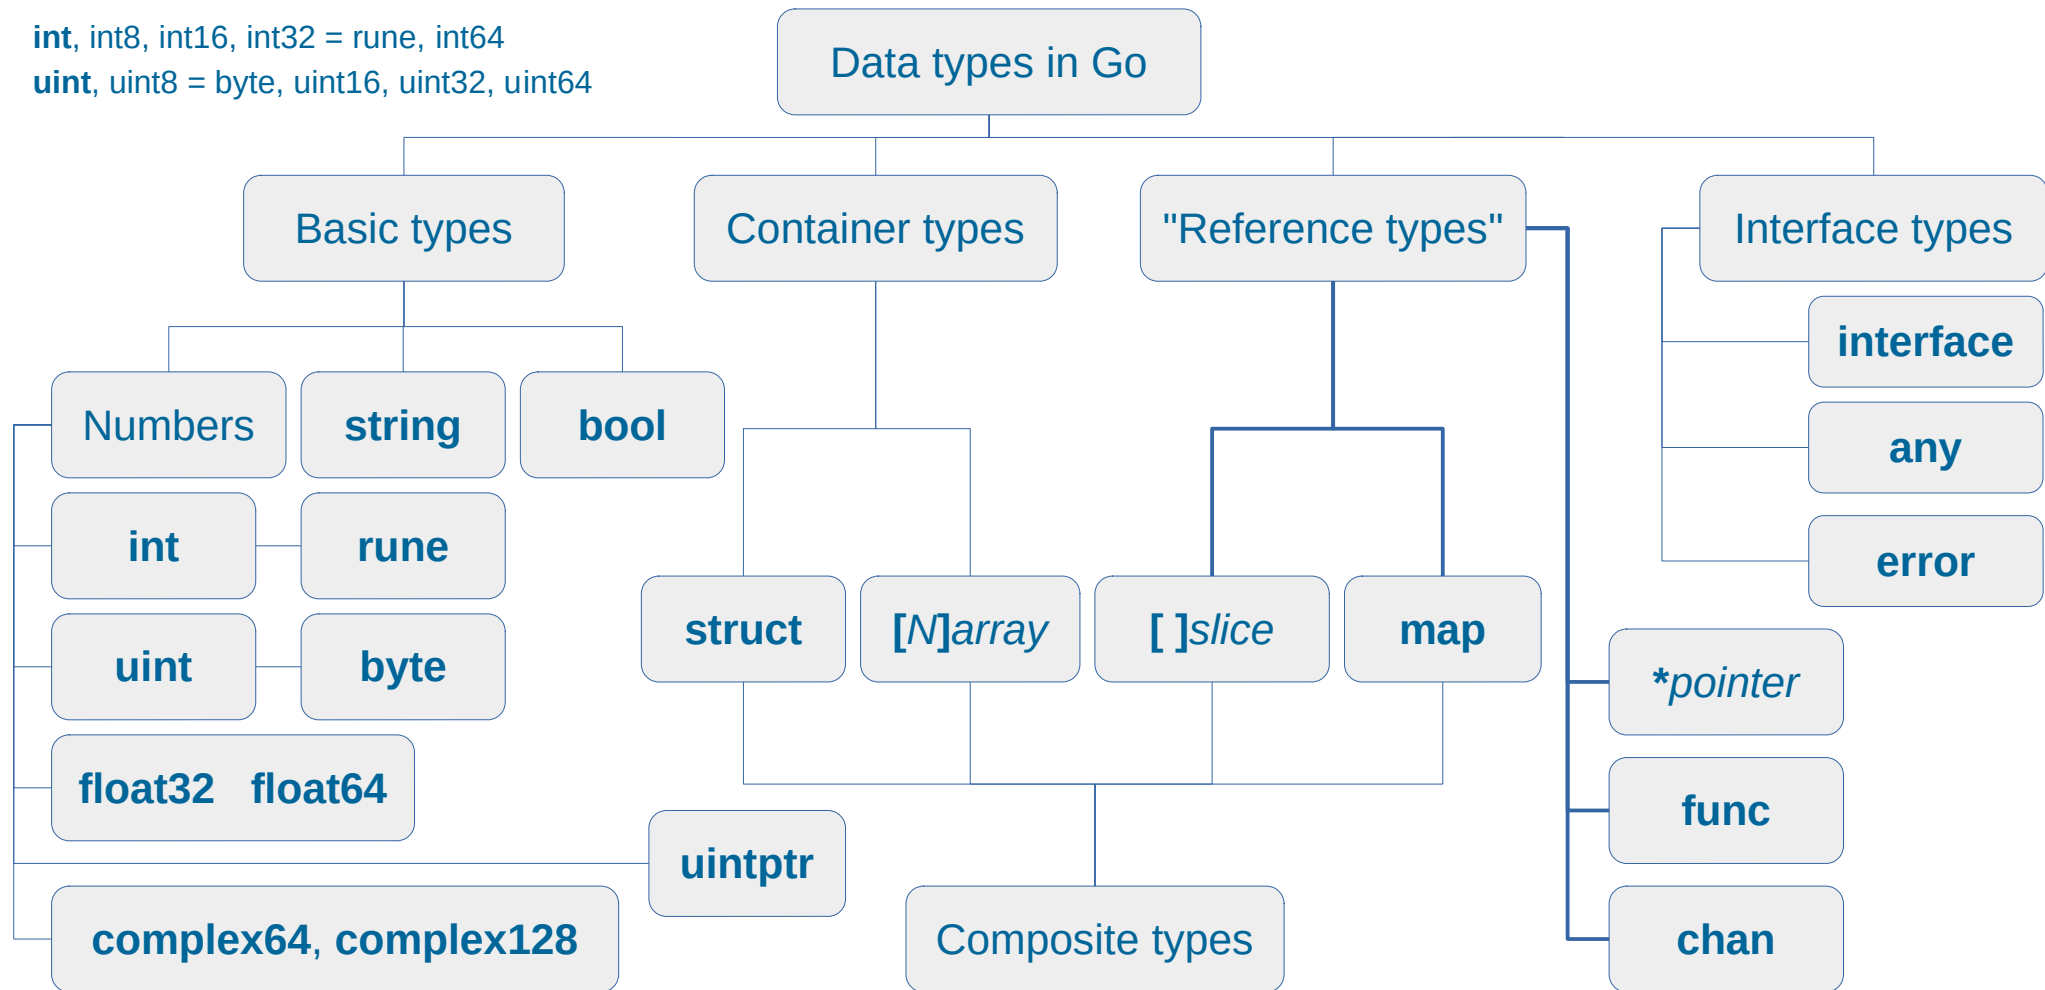 int, int8, int16, int32 = rune, int64
uint, uint8 = byte, uint16, uint32, uint64
Data types in Go
Basic types
Container types
"Reference types"
Interface types
interface
any
error
Numbers
string
bool
int
rune
uint
byte
float32 float64
uintptr
complex64, complex128
struct
[N]array
[ ]slice
map
Composite types
*pointer
func
chan